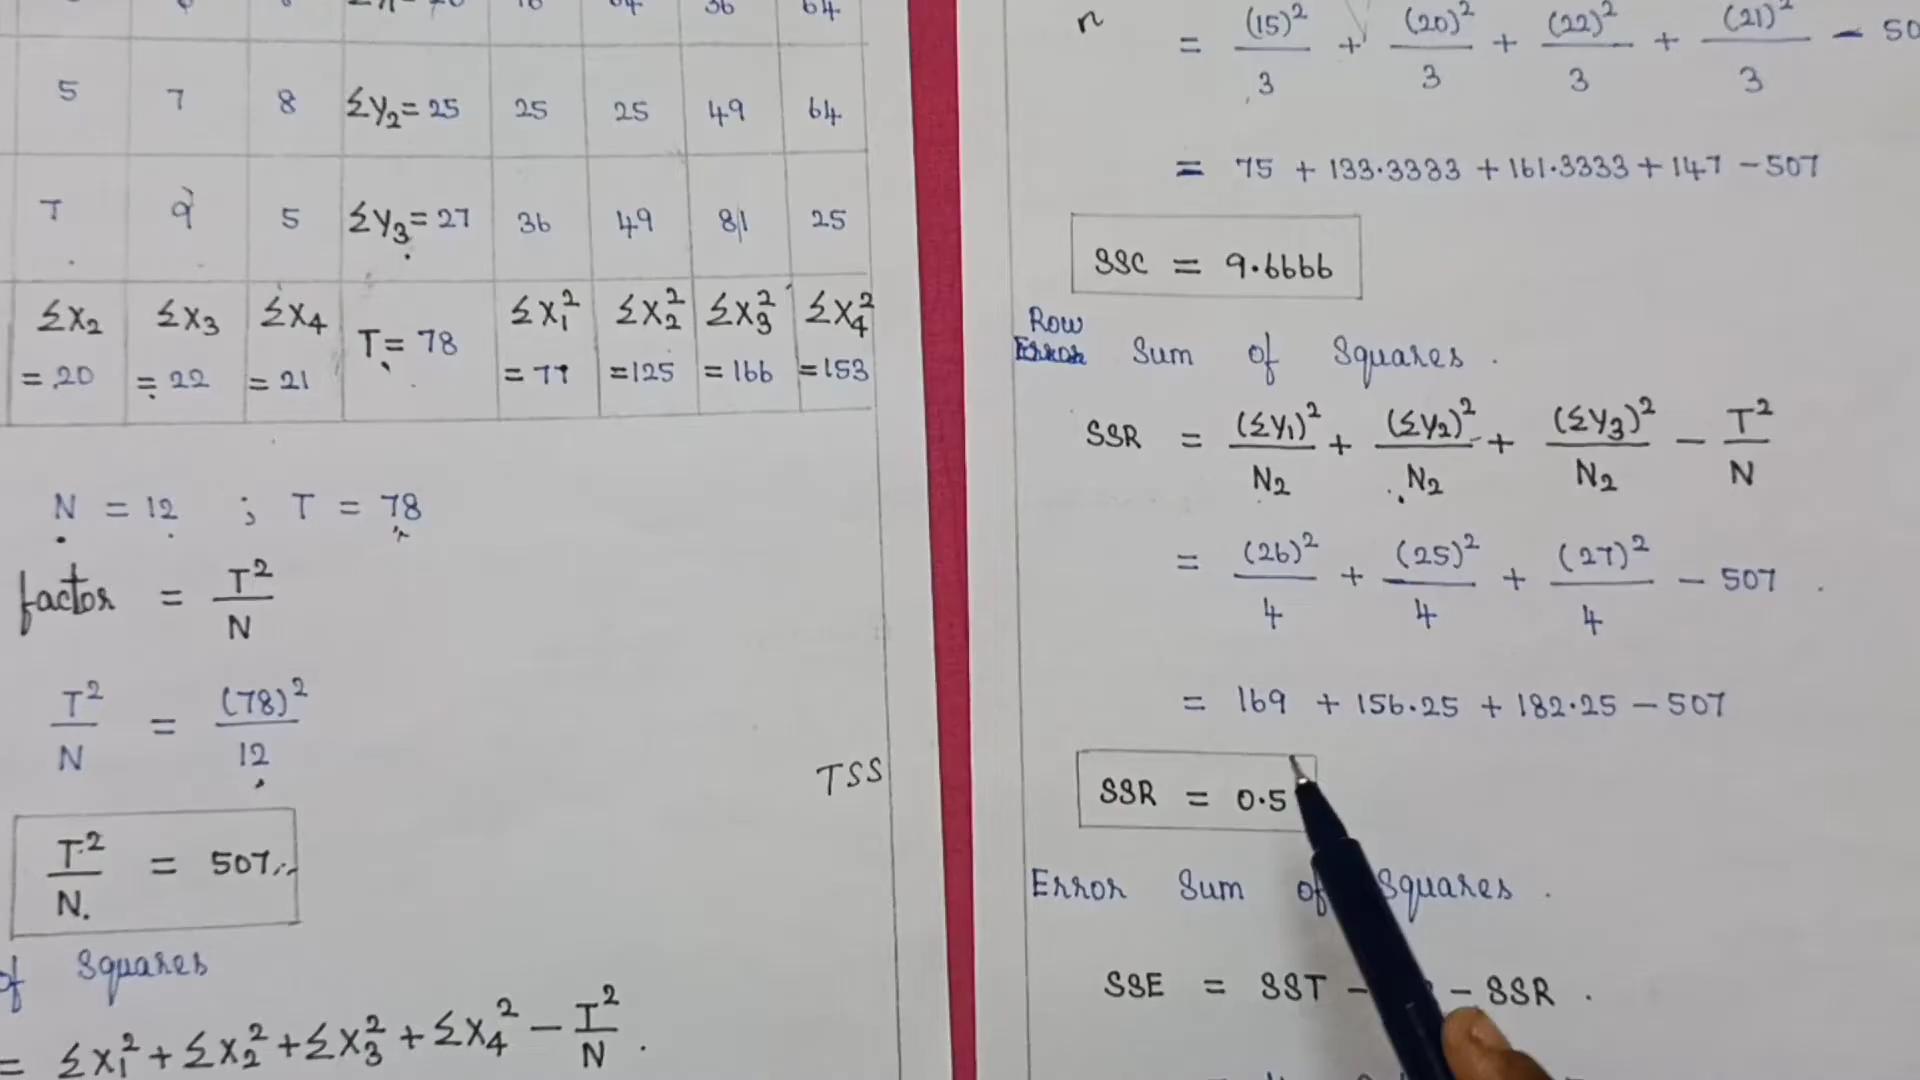 5 7 8 Σy₂= 25 25 25 49 64
7 9 5 Σy₃= 27 36 49 81 25
Σx₂ Σx₃ Σx₄ T= 78 Σx₁² Σx₂² Σx₃² Σx₄²
= 20 = 22 = 21 = 77 =125 = 166 =153
N = 12 ; T = 78
factor = T²/N
T²/N = (78)²/12
T²/N. = 507
of Squares
= Σx₁² + Σx₂² + Σx₃² + Σx₄² − T²/N .
TSS
= (15)²/3 + (20)²/3 + (22)²/3 + (21)²/3 − 50
= 75 + 133.3333 + 161.3333 + 147 − 507
SSC = 9.6666
Row
Error Sum of Squares .
SSR = (Σy₁)²/N₂ + (Σy₂)²/N₂ + (Σy₃)²/N₂ − T²/N
= (26)²/4 + (25)²/4 + (27)²/4 − 507 .
= 169 + 156.25 + 182.25 − 507
SSR = 0.5
Error Sum of Squares .
SSE = SST − − SSR .